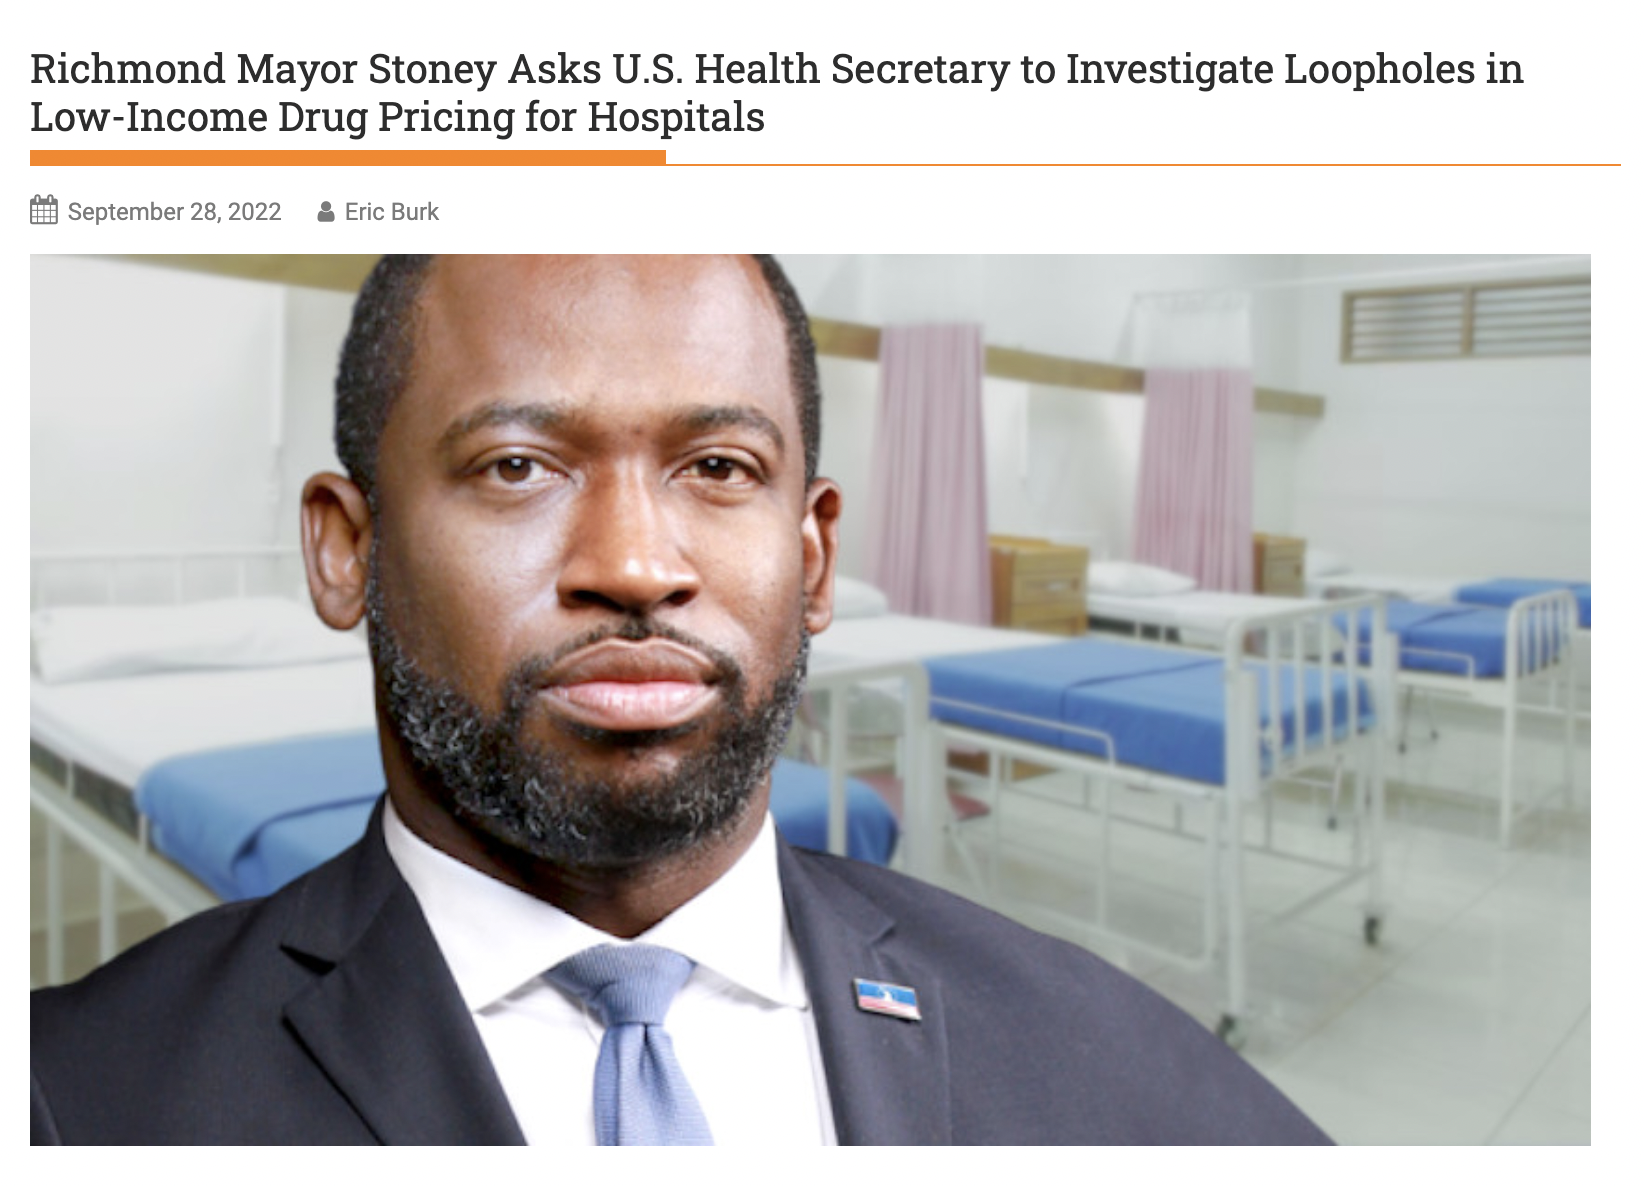 Richmond Mayor Stoney Asks U.S. Health Secretary to Investigate Loopholes in
Low-Income Drug Pricing for Hospitals
September 28, 2022 Eric Burk